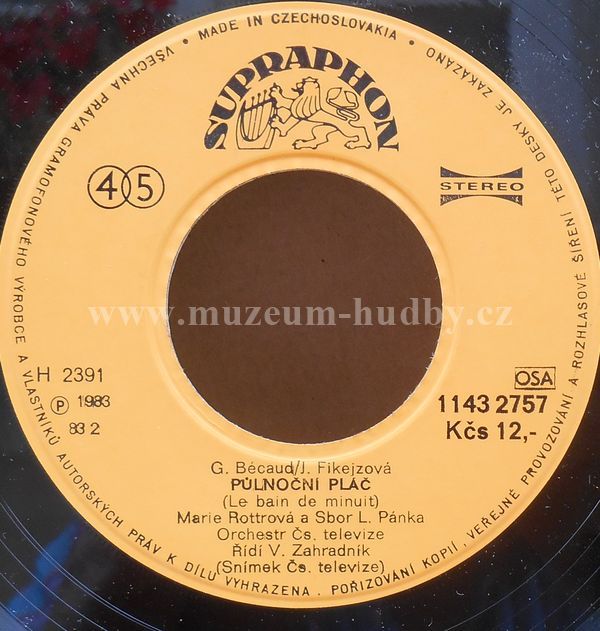 VŠECHNA PRÁVA GRAMOFONOVÉHO VÝROBCE A VLASTNÍKŮ AUTORSKÝCH PRÁV K DÍLU VYHRAZENA. POŘIZOVÁNÍ KOPIÍ, VEŘEJNÉ PROVOZOVÁNÍ A ROZHLASOVÉ ŠÍŘENÍ TÉTO DESKY JE ZAKÁZÁNO • MADE IN CZECHOSLOVAKIA •
SUPRAPHON
45
STEREO
www.muzeum-hudby.cz
H 2391
Ⓟ 1983
83 2
OSA
1143 2757
Kčs 12,-
G. Bécaud/J. Fikejzová
PŮLNOČNÍ PLÁČ
(Le bain de minuit)
Marie Rottrová a Sbor L. Pánka
Orchestr Čs. televize
Řídí V. Zahradník
(Snímek Čs. televize)